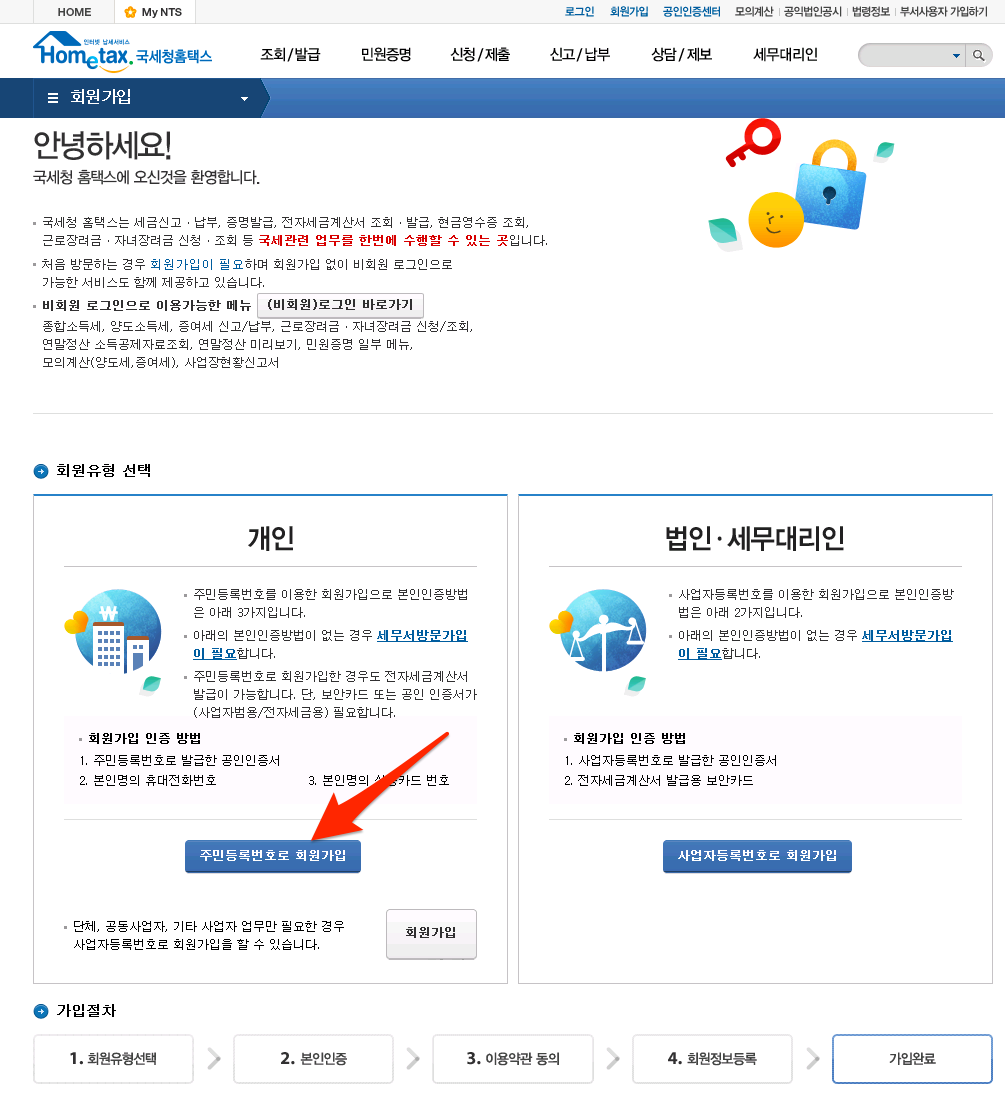 HOME My NTS 로그인 회원가입 공인인증센터 모의계산 공익법인공시 법령정보 부서사용자 가입하기
인터넷 납세서비스
Hometax. 국세청홈택스 조회/발급 민원증명 신청/제출 신고/납부 상담/제보 세무대리인
회원가입
안녕하세요!
국세청 홈택스에 오신것을 환영합니다.
국세청 홈택스는 세금신고 · 납부, 증명발급, 전자세금계산서 조회 · 발급, 현금영수증 조회,
근로장려금 · 자녀장려금 신청 · 조회 등 국세관련 업무를 한번에 수행할 수 있는 곳입니다.
처음 방문하는 경우 회원가입이 필요하며 회원가입 없이 비회원 로그인으로
가능한 서비스도 함께 제공하고 있습니다.
비회원 로그인으로 이용가능한 메뉴 (비회원)로그인 바로가기
종합소득세, 양도소득세, 증여세 신고/납부, 근로장려금 · 자녀장려금 신청/조회,
연말정산 소득공제자료조회, 연말정산 미리보기, 민원증명 일부 메뉴,
모의계산(양도세,증여세), 사업장현황신고서
회원유형 선택
개인
주민등록번호를 이용한 회원가입으로 본인인증방법
은 아래 3가지입니다.
아래의 본인인증방법이 없는 경우 세무서방문가입
이 필요합니다.
주민등록번호로 회원가입한 경우도 전자세금계산서
발급이 가능합니다. 단, 보안카드 또는 공인 인증서가
(사업자범용/전자세금용) 필요합니다.
회원가입 인증 방법
1. 주민등록번호로 발급한 공인인증서
2. 본인명의 휴대전화번호 3. 본인명의 신용카드 번호
주민등록번호로 회원가입
단체, 공동사업자, 기타 사업자 업무만 필요한 경우
사업자등록번호로 회원가입을 할 수 있습니다.
회원가입
법인·세무대리인
사업자등록번호를 이용한 회원가입으로 본인인증방
법은 아래 2가지입니다.
아래의 본인인증방법이 없는 경우 세무서방문가입
이 필요합니다.
회원가입 인증 방법
1. 사업자등록번호로 발급한 공인인증서
2. 전자세금계산서 발급용 보안카드
사업자등록번호로 회원가입
가입절차
1. 회원유형선택 2. 본인인증 3. 이용약관 동의 4. 회원정보등록 가입완료